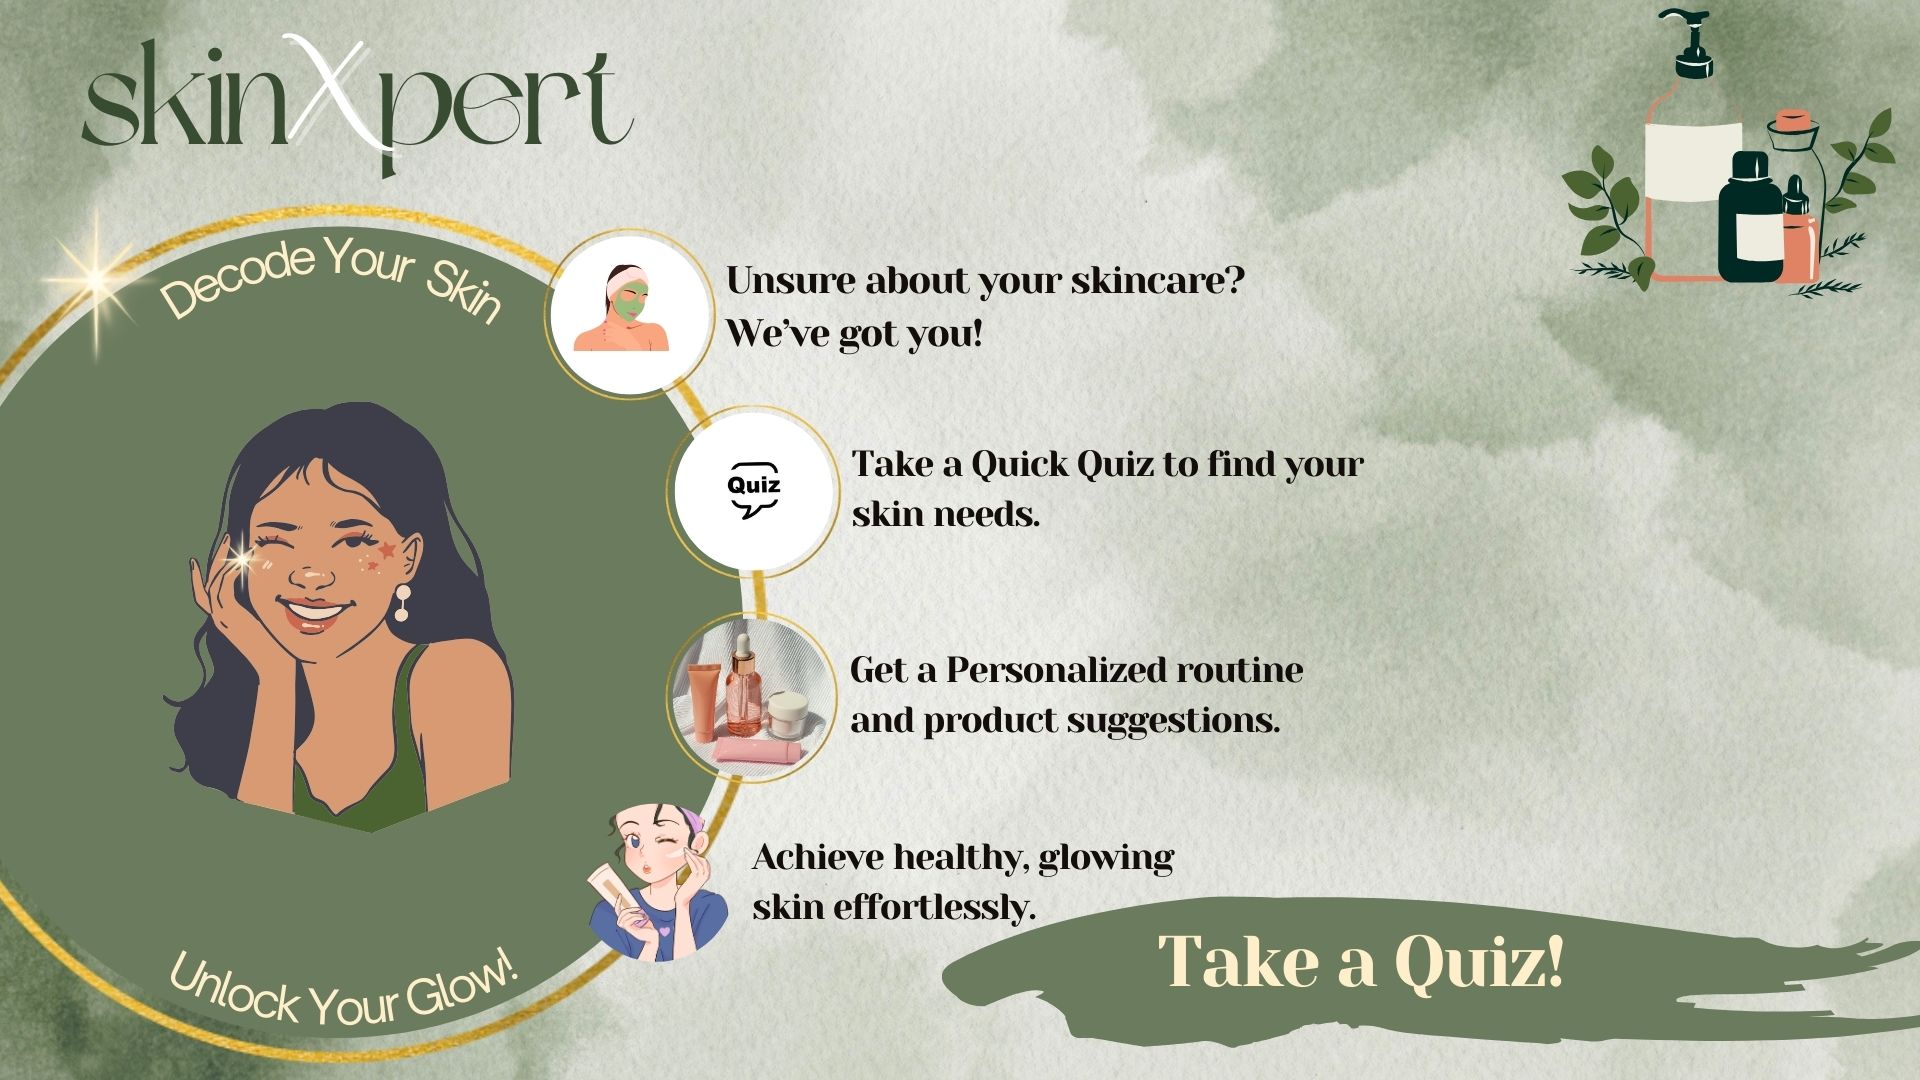 skinXpert
Decode Your Skin
Unsure about your skincare?
We’ve got you!
Quiz
Take a Quick Quiz to find your
skin needs.
Get a Personalized routine
and product suggestions.
Achieve healthy, glowing
skin effortlessly.
Unlock Your Glow!
Take a Quiz!